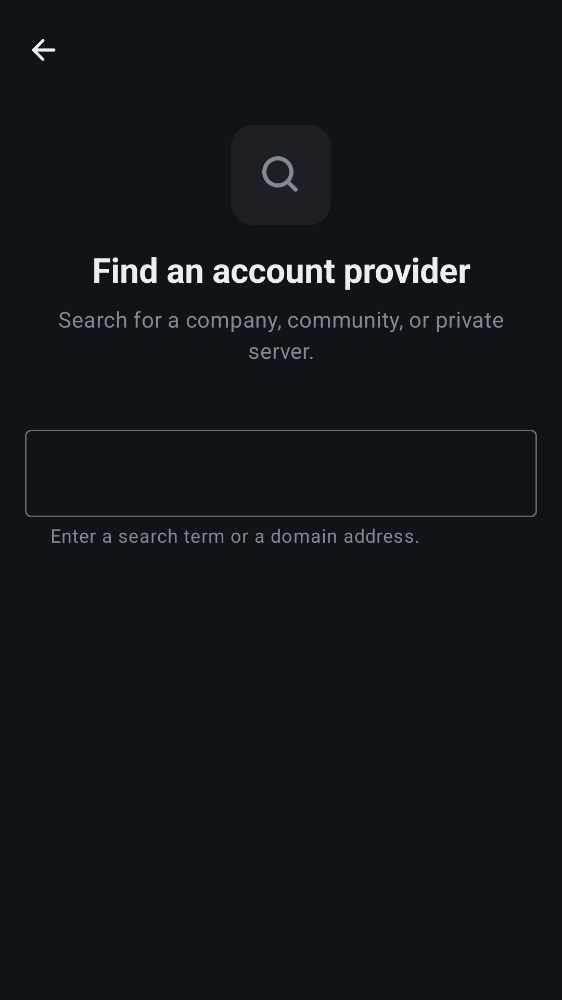 Find an account provider
Search for a company, community, or private
server.
Enter a search term or a domain address.